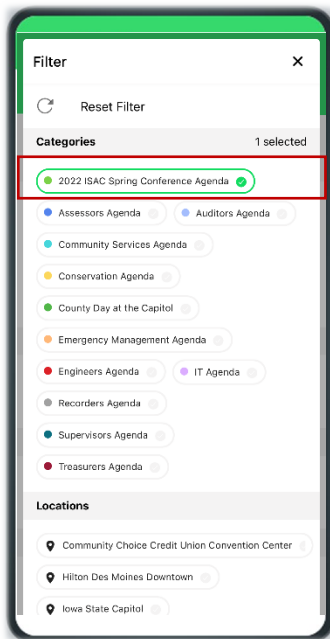 Filter
Reset Filter
Categories 1 selected
2022 ISAC Spring Conference Agenda
Assessors Agenda Auditors Agenda
Community Services Agenda
Conservation Agenda
County Day at the Capitol
Emergency Management Agenda
Engineers Agenda IT Agenda
Recorders Agenda
Supervisors Agenda
Treasurers Agenda
Locations
Community Choice Credit Union Convention Center
Hilton Des Moines Downtown
Iowa State Capitol